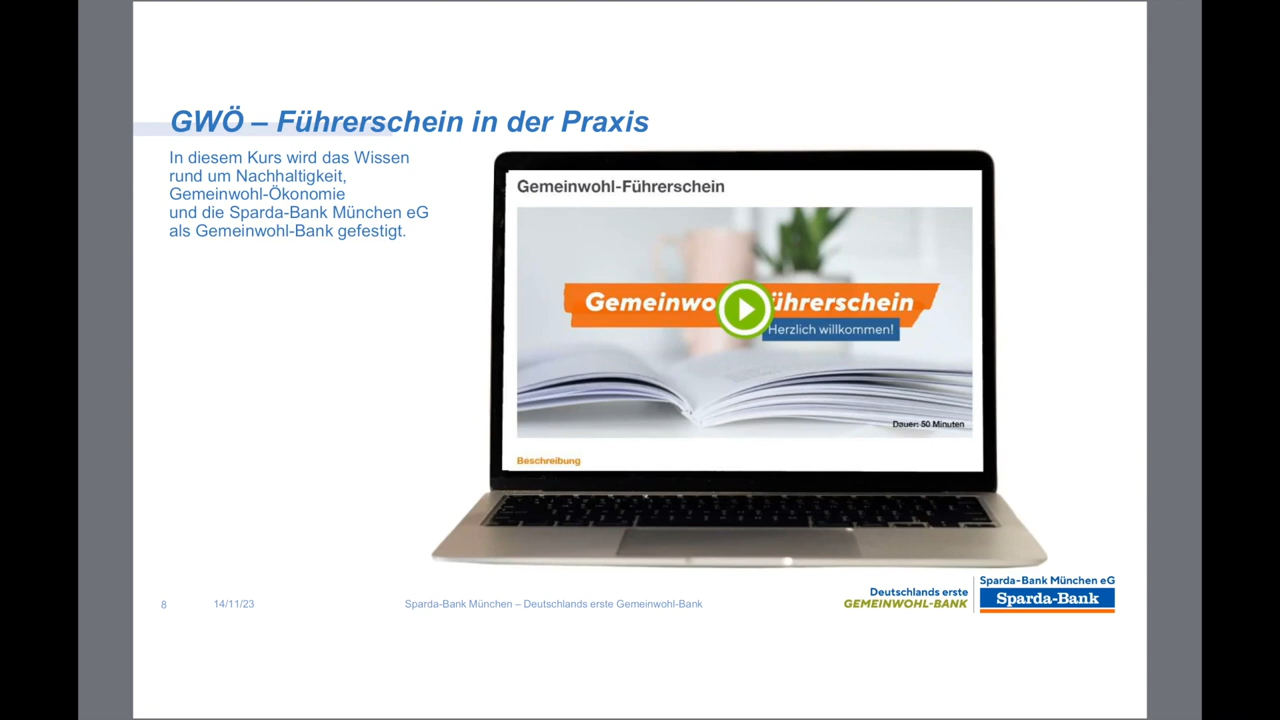 GWÖ – Führerschein in der Praxis
In diesem Kurs wird das Wissen
rund um Nachhaltigkeit,
Gemeinwohl-Ökonomie
und die Sparda-Bank München eG
als Gemeinwohl-Bank gefestigt.
Gemeinwohl-Führerschein
Gemeinwo ührerschein
Herzlich willkommen!
Dauer: 50 Minuten
Beschreibung
8
14/11/23
Sparda-Bank München – Deutschlands erste Gemeinwohl-Bank
Deutschlands erste
GEMEINWOHL-BANK
Sparda-Bank München eG
Sparda-Bank